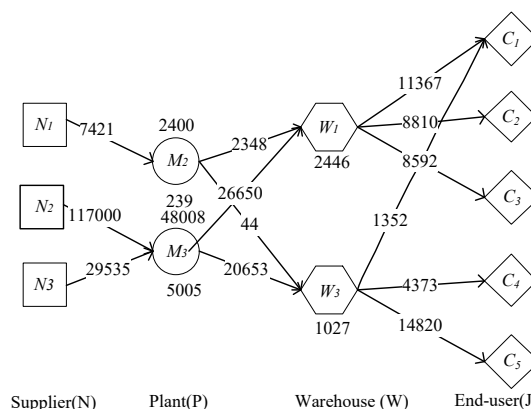 C1
11367
N1
7421
2400
M2
2348
W1
8810
C2
2446
8592
N2
117000
239
48008
26650
C3
M3
44
1352
N3
29535
20653
W3
4373
C4
5005
1027
14820
C5
Supplier(N)
Plant(P)
Warehouse (W)
End-user(J